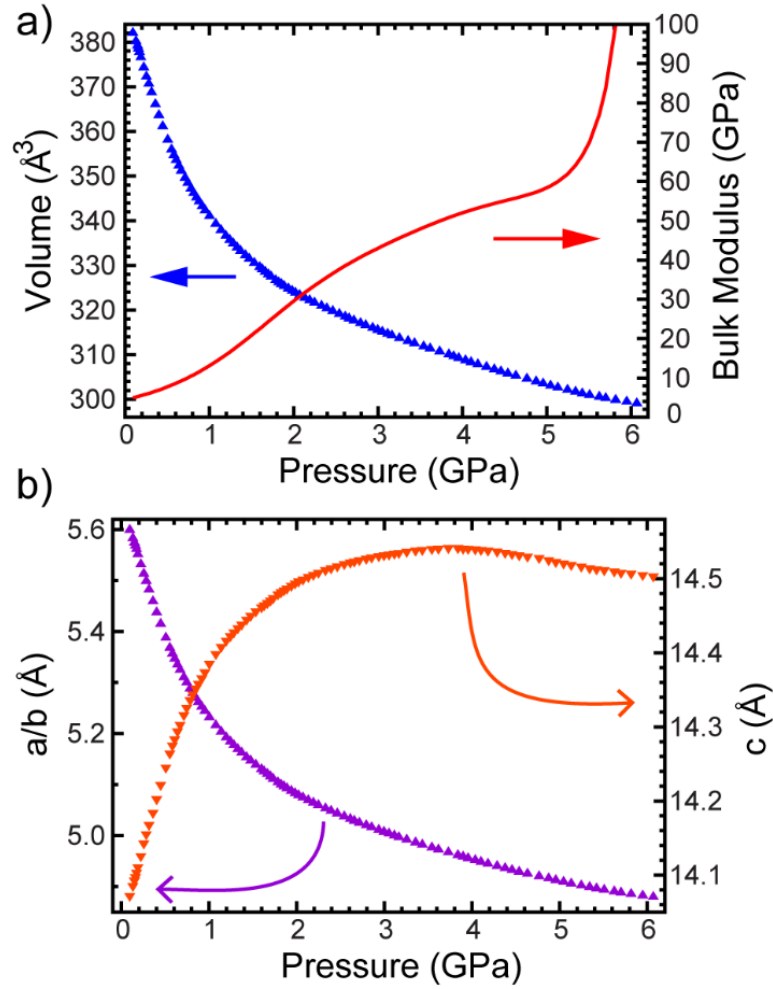 a)
380
370
360
350
340
330
320
310
300
Volume (Å³)
100
90
80
70
60
50
40
30
20
10
0
Bulk Modulus (GPa)
0 1 2 3 4 5 6
Pressure (GPa)
b)
5.6
5.4
5.2
5.0
a/b (Å)
14.5
14.4
14.3
14.2
14.1
c (Å)
0 1 2 3 4 5 6
Pressure (GPa)